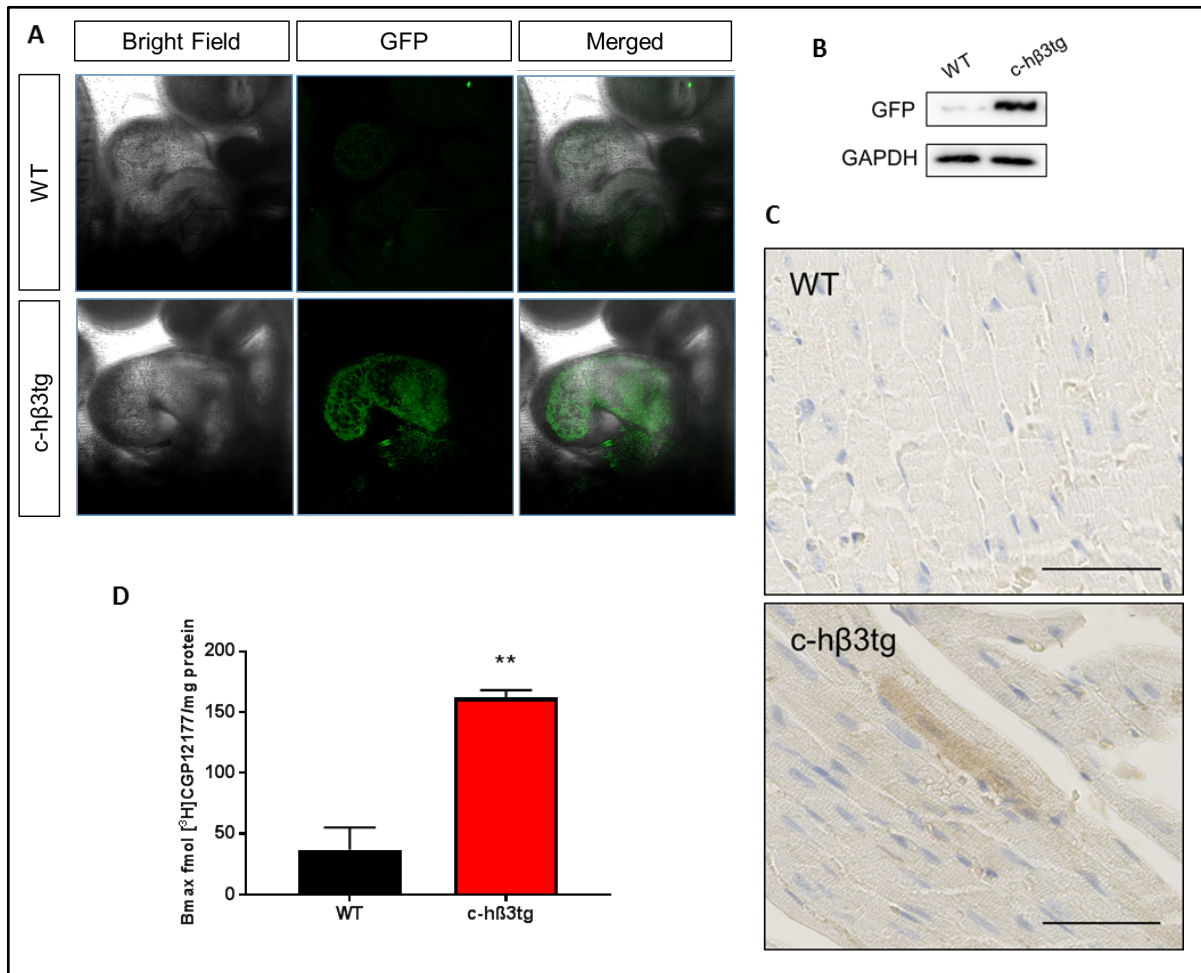 A
Bright Field
GFP
Merged
WT
c-hβ3tg
B
WT
c-hβ3tg
GFP
GAPDH
C
WT
c-hβ3tg
D
Bmax fmol [³H]CGP12177/mg protein
200
150
100
50
0
**
WT
c-hß3tg